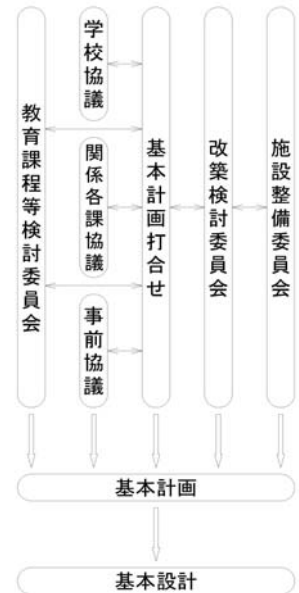 教育課程等検討委員会
学校協議
関係各課協議
事前協議
基本計画打合せ
改築検討委員会
施設整備委員会
基本計画
基本設計